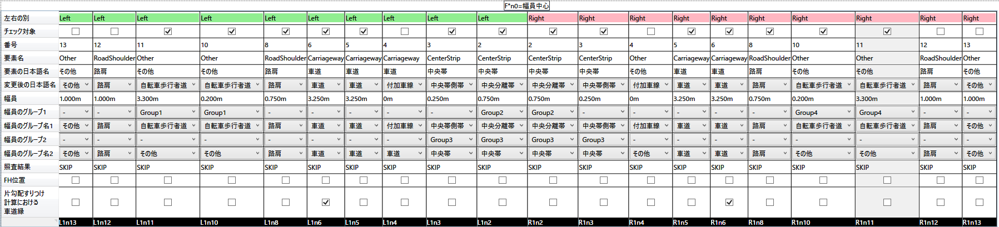 F*n0=幅員中心
左右の別 Left Left Left Left Left Left Left Left Left Left Right Right Right Right Right Right Right Right Right Right
チェック対象
番号 13 12 11 10 8 6 5 4 3 2 2 3 4 5 6 8 10 11 12 13
要素名 Other RoadShoulder Other Other RoadShoulder Carriageway Carriageway Carriageway CenterStrip CenterStrip CenterStrip CenterStrip Other Carriageway Carriageway RoadShoulder Other Other RoadShoulder Other
要素の日本語名 その他 路肩 その他 その他 路肩 車道 車道 車道 中央帯 中央帯 中央帯 中央帯 その他 車道 車道 路肩 その他 その他 路肩 その他
変更後の日本語名 その他 路肩 自転車歩行者道 自転車歩行者道 路肩 車道 車道 付加車線 中央帯側帯 中央分離帯 中央分離帯 中央帯側帯 付加車線 車道 車道 路肩 自転車歩行者道 自転車歩行者道 路肩 その他
幅員 1.000m 1.000m 3.300m 0.200m 0.750m 3.250m 3.250m 0m 0.250m 0.750m 0.750m 0.250m 0m 3.250m 3.250m 0.750m 0.200m 3.300m 1.000m 1.000m
幅員のグループ1 - - Group1 Group1 - - - - - Group2 Group2 - - - - - Group4 Group4 - -
幅員のグループ名1 その他 路肩 自転車歩行者道 自転車歩行者道 路肩 車道 車道 付加車線 中央帯側帯 中央分離帯 中央分離帯 中央帯側帯 付加車線 車道 車道 路肩 自転車歩行者道 自転車歩行者道 路肩 その他
幅員のグループ2 - - - - - - - - Group3 Group3 Group3 Group3 - - - - - - - -
幅員のグループ名2 その他 路肩 その他 その他 路肩 車道 車道 車道 中央帯 中央帯 中央帯 中央帯 その他 車道 車道 路肩 その他 その他 路肩 その他
照査結果 SKIP SKIP SKIP SKIP SKIP SKIP SKIP SKIP SKIP SKIP SKIP SKIP SKIP SKIP SKIP SKIP SKIP SKIP SKIP SKIP
FH位置
片勾配すりつけ
計算における
車道縁
L1n13 L1n12 L1n11 L1n10 L1n8 L1n6 L1n5 L1n4 L1n3 L1n2 R1n2 R1n3 R1n4 R1n5 R1n6 R1n8 R1n10 R1n11 R1n12 R1n13